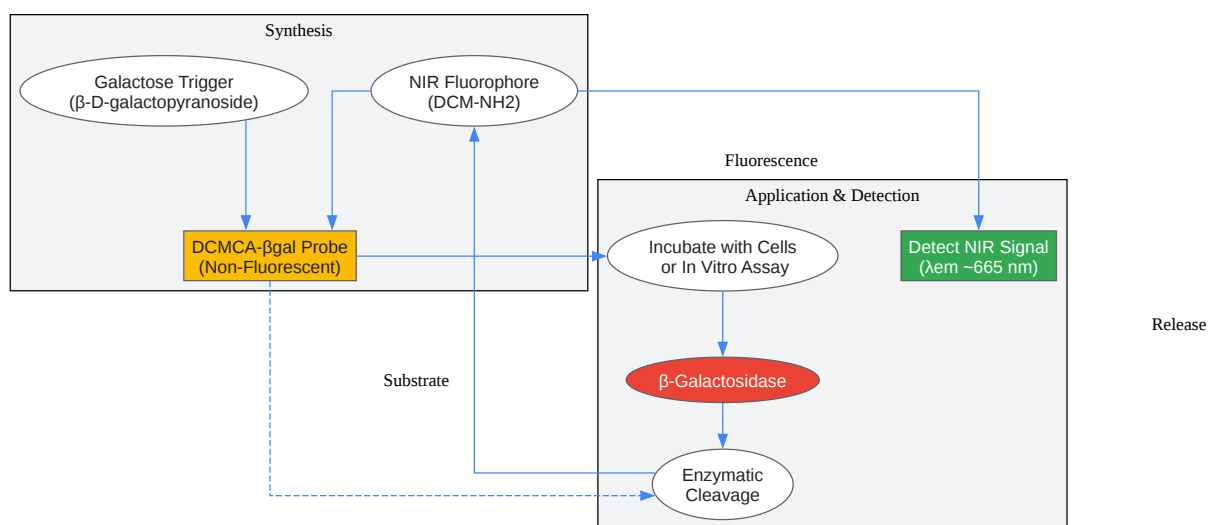 Synthesis
Galactose Trigger
(β-D-galactopyranoside)
NIR Fluorophore
(DCM-NH2)
Fluorescence
Application & Detection
DCMCA-βgal Probe
(Non-Fluorescent)
Incubate with Cells
or In Vitro Assay
Detect NIR Signal
(λem ~665 nm)
Release
Substrate
β-Galactosidase
Enzymatic
Cleavage